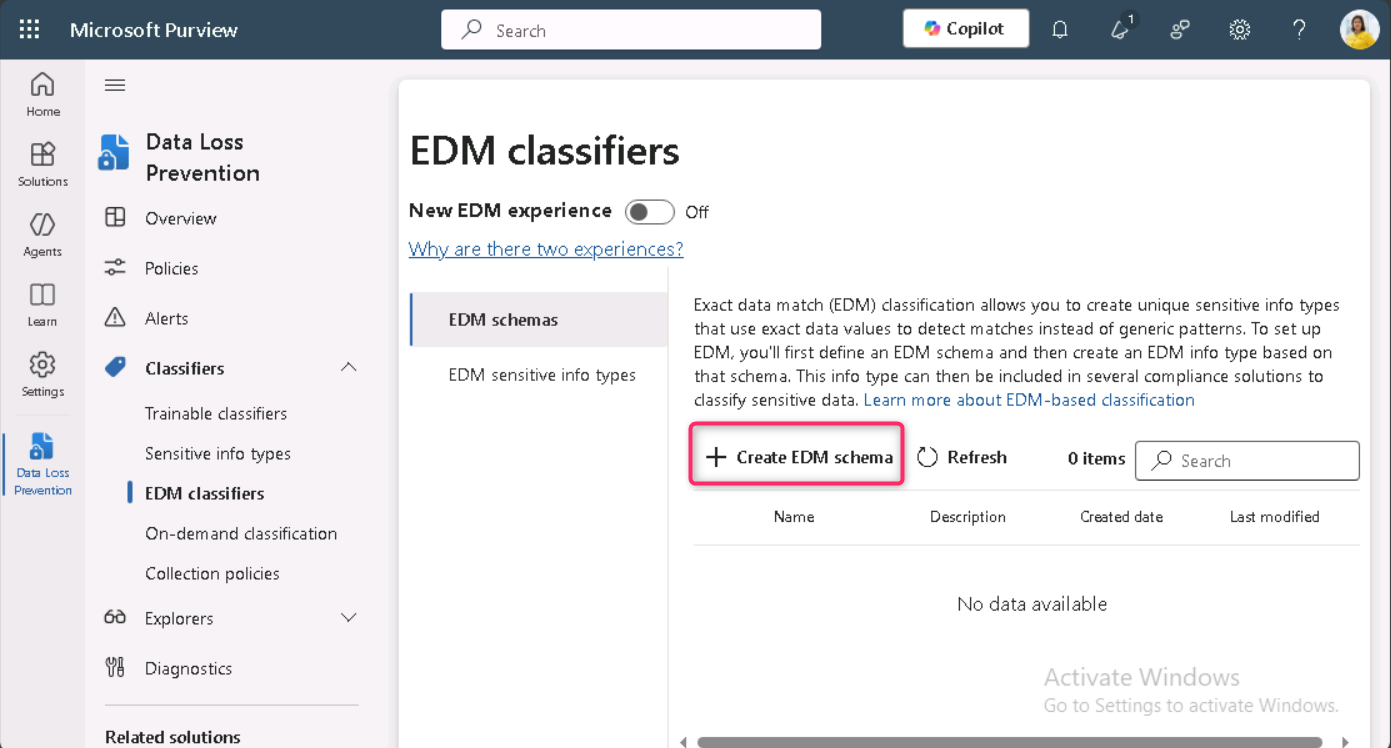 Microsoft Purview
Search
Copilot
1
Home
Solutions
Agents
Learn
Settings
Data Loss
Prevention
Data Loss
Prevention
Overview
Policies
Alerts
Classifiers
Trainable classifiers
Sensitive info types
EDM classifiers
On-demand classification
Collection policies
Explorers
Diagnostics
Related solutions
EDM classifiers
New EDM experience Off
Why are there two experiences?
EDM schemas
EDM sensitive info types
Exact data match (EDM) classification allows you to create unique sensitive info types
that use exact data values to detect matches instead of generic patterns. To set up
EDM, you'll first define an EDM schema and then create an EDM info type based on
that schema. This info type can then be included in several compliance solutions to
classify sensitive data. Learn more about EDM-based classification
Create EDM schema Refresh 0 items Search
Name Description Created date Last modified
No data available
Activate Windows
Go to Settings to activate Windows.